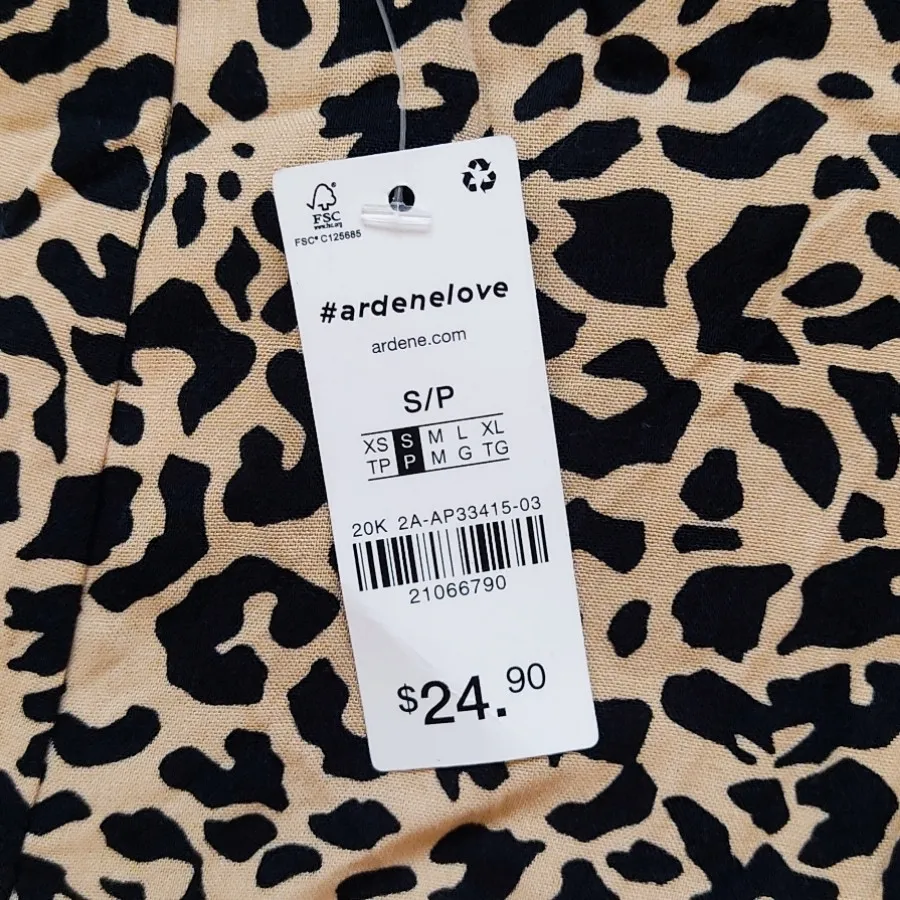 FSC®
www.fsc.org
FSC® C125685
#ardenelove
ardene.com
S/P
XS S M L XL
TP P M G TG
20K 2A-AP33415-03
21066790
$24.90